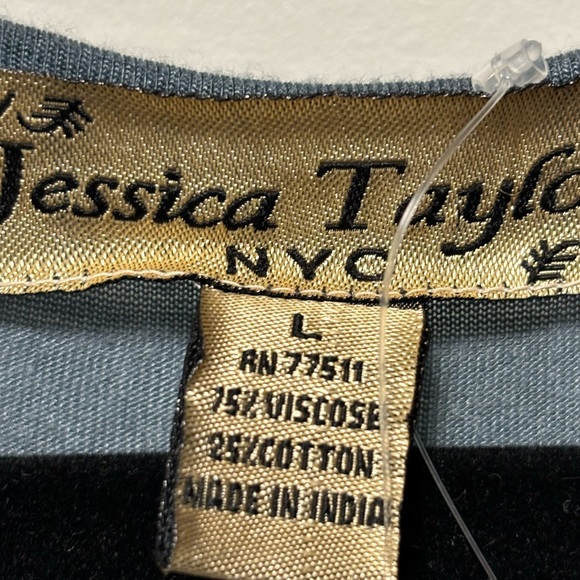 Jessica Taylo
NYC
L
RN 77511
75% VISCOSE
25% COTTON
MADE IN INDIA